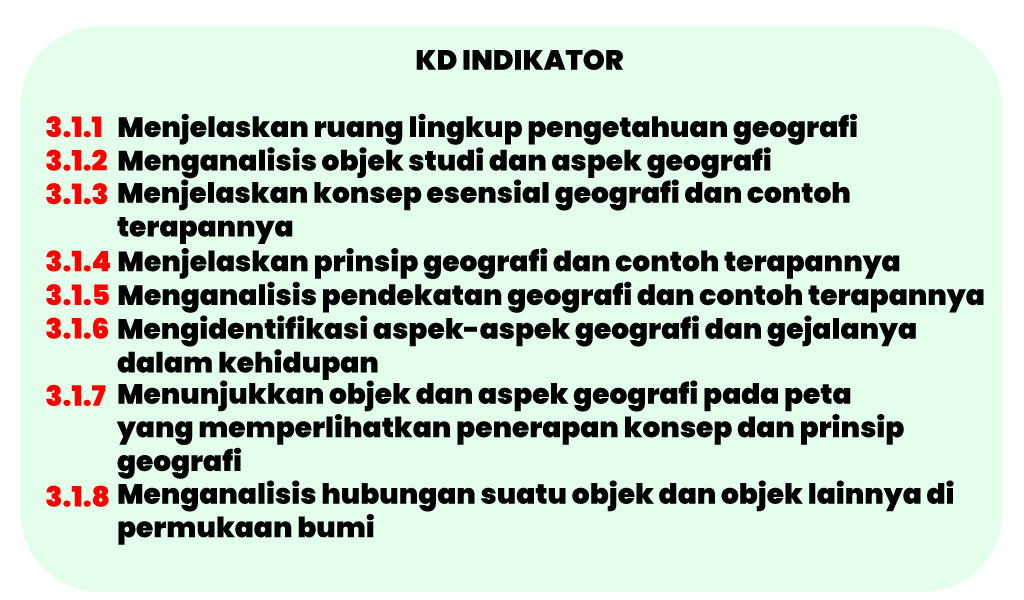 KD INDIKATOR
3.1.1 Menjelaskan ruang lingkup pengetahuan geografi
3.1.2 Menganalisis objek studi dan aspek geografi
3.1.3 Menjelaskan konsep esensial geografi dan contoh
terapannya
3.1.4 Menjelaskan prinsip geografi dan contoh terapannya
3.1.5 Menganalisis pendekatan geografi dan contoh terapannya
3.1.6 Mengidentifikasi aspek-aspek geografi dan gejalanya
dalam kehidupan
3.1.7 Menunjukkan objek dan aspek geografi pada peta
yang memperlihatkan penerapan konsep dan prinsip
geografi
3.1.8 Menganalisis hubungan suatu objek dan objek lainnya di
permukaan bumi